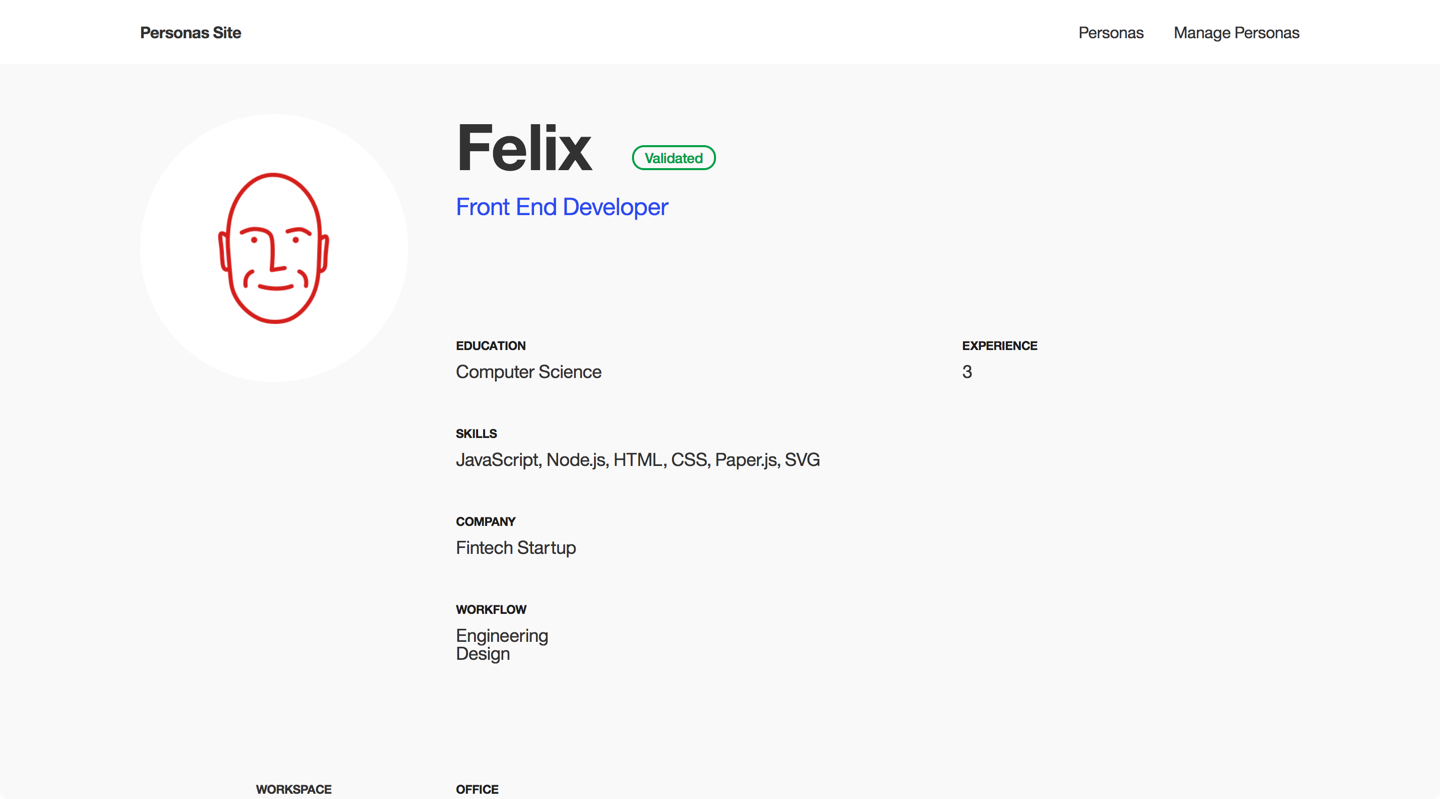 Personas Site
Personas
Manage Personas
Felix
Validated
Front End Developer
EDUCATION
Computer Science
EXPERIENCE
3
SKILLS
JavaScript, Node.js, HTML, CSS, Paper.js, SVG
COMPANY
Fintech Startup
WORKFLOW
Engineering
Design
WORKSPACE
OFFICE